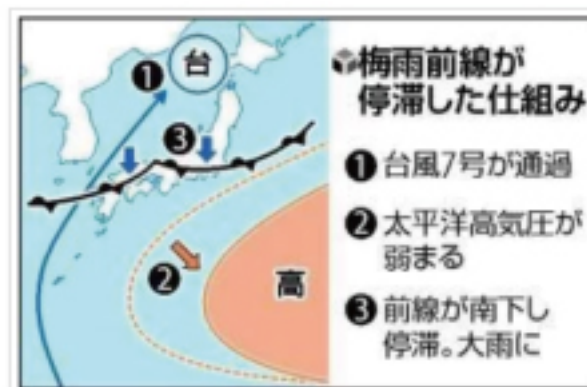 台
❶
❸
❷
高
梅雨前線が
停滞した仕組み
❶台風7号が通過
❷太平洋高気圧が
弱まる
❸前線が南下し
停滞。大雨に